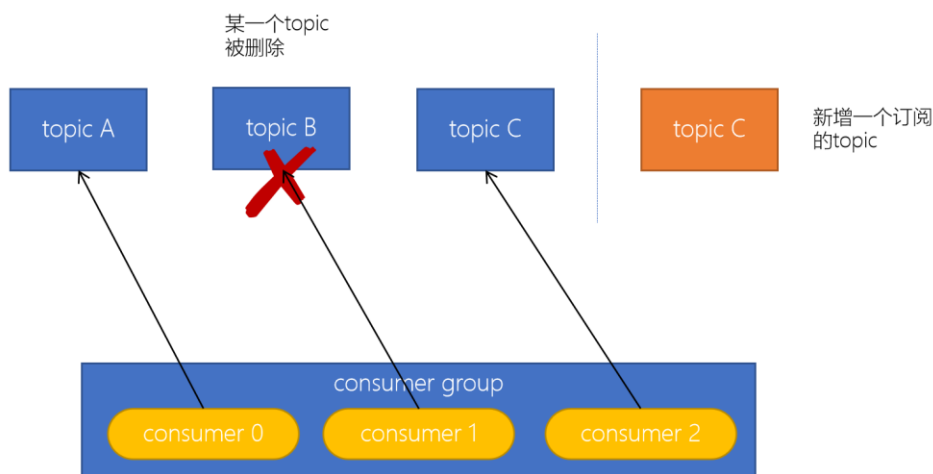 某一个topic
被删除
topic A
topic B
topic C
topic C
新增一个订阅
的topic
consumer group
consumer 0
consumer 1
consumer 2